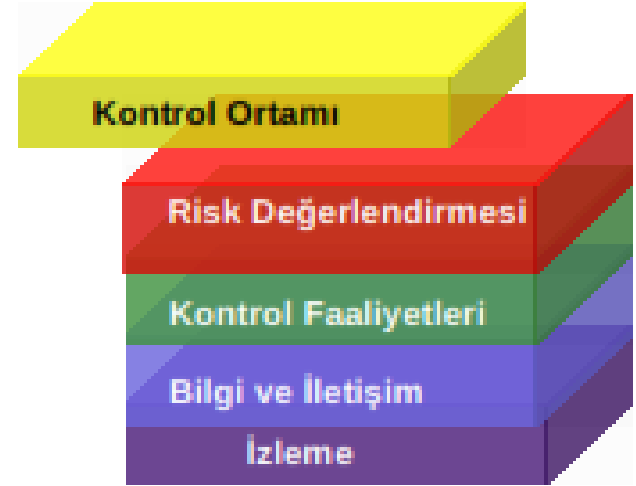 Kontrol Ortamı
Risk Değerlendirmesi
Kontrol Faaliyetleri
Bilgi ve İletişim
İzleme